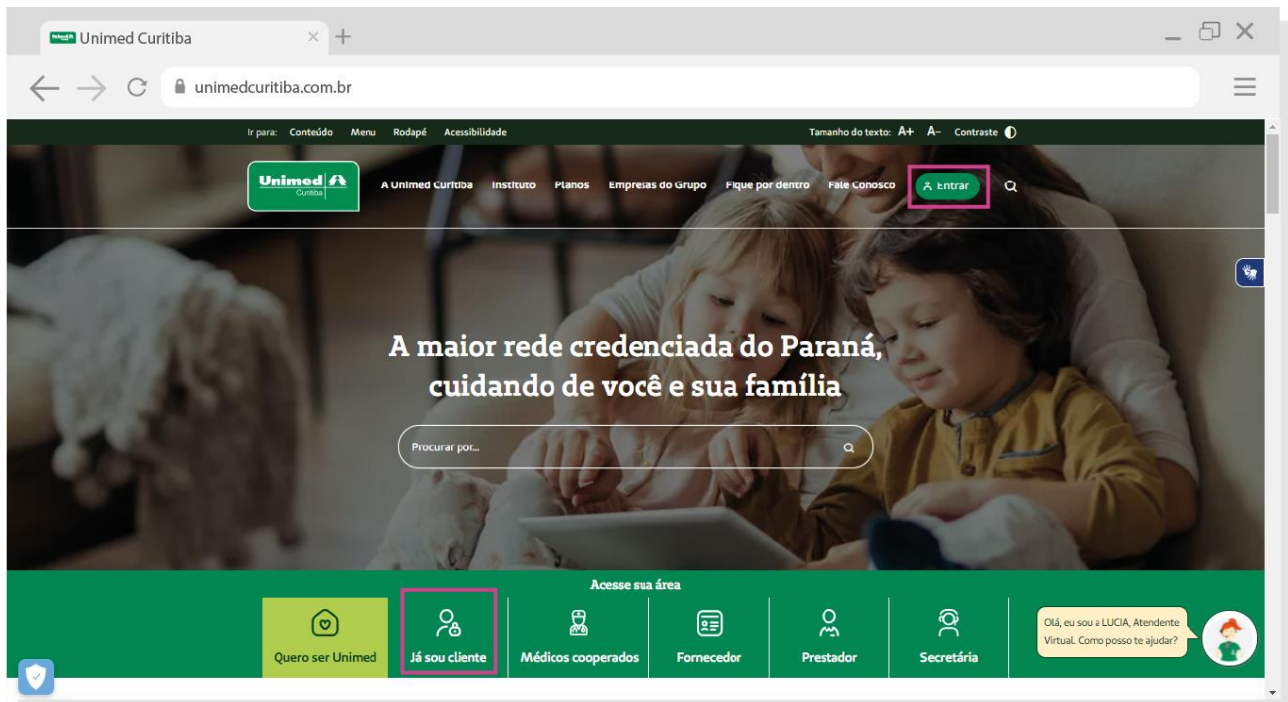 Unimed Curitiba
unimedcuritiba.com.br
Ir para: Conteúdo Menu Rodapé Acessibilidade
Tamanho do texto: A+ A- Contraste
Unimed
Curitiba
A Unimed Curitiba Instituto Planos Empresas do Grupo Fique por dentro Fale Conosco Entrar
A maior rede credenciada do Paraná,
cuidando de você e sua família
Procurar por...
Acesse sua área
Quero ser Unimed
Já sou cliente
Médicos cooperados
Fornecedor
Prestador
Secretária
Olá, eu sou a LUCIA, Atendente
Virtual. Como posso te ajudar?